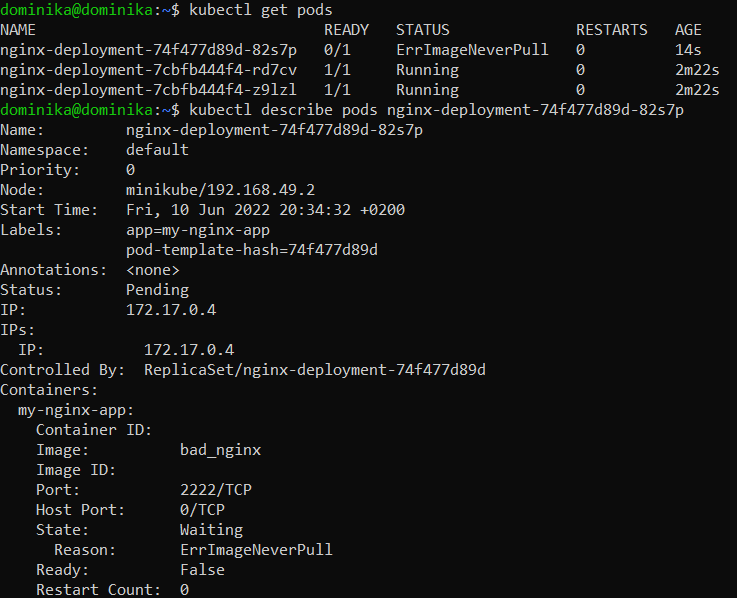 dominika@dominika:~$ kubectl get pods
NAME                                READY   STATUS              RESTARTS   AGE
nginx-deployment-74f477d89d-82s7p   0/1     ErrImageNeverPull   0          14s
nginx-deployment-7cbfb444f4-rd7cv   1/1     Running             0          2m22s
nginx-deployment-7cbfb444f4-z9lzl   1/1     Running             0          2m22s
dominika@dominika:~$ kubectl describe pods nginx-deployment-74f477d89d-82s7p
Name:         nginx-deployment-74f477d89d-82s7p
Namespace:    default
Priority:     0
Node:         minikube/192.168.49.2
Start Time:   Fri, 10 Jun 2022 20:34:32 +0200
Labels:       app=my-nginx-app
              pod-template-hash=74f477d89d
Annotations:  <none>
Status:       Pending
IP:           172.17.0.4
IPs:
  IP:           172.17.0.4
Controlled By:  ReplicaSet/nginx-deployment-74f477d89d
Containers:
  my-nginx-app:
    Container ID:
    Image:          bad_nginx
    Image ID:
    Port:           2222/TCP
    Host Port:      0/TCP
    State:          Waiting
      Reason:       ErrImageNeverPull
    Ready:          False
    Restart Count:  0